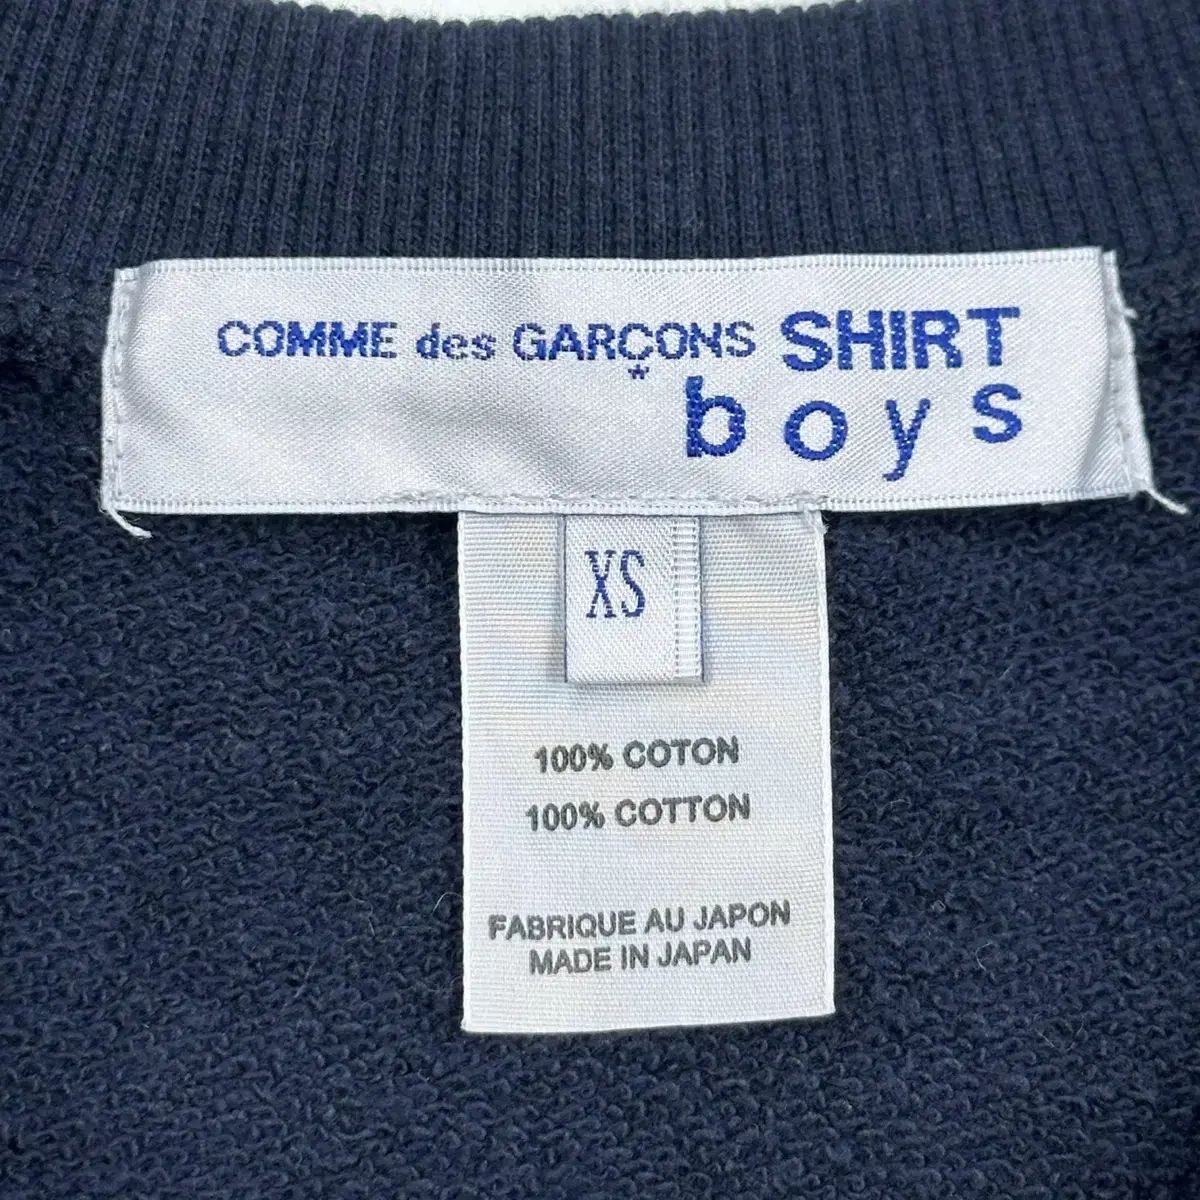 COMME des GARÇONS SHIRT
*
boys
XS
100% COTON
100% COTTON
FABRIQUE AU JAPON
MADE IN JAPAN